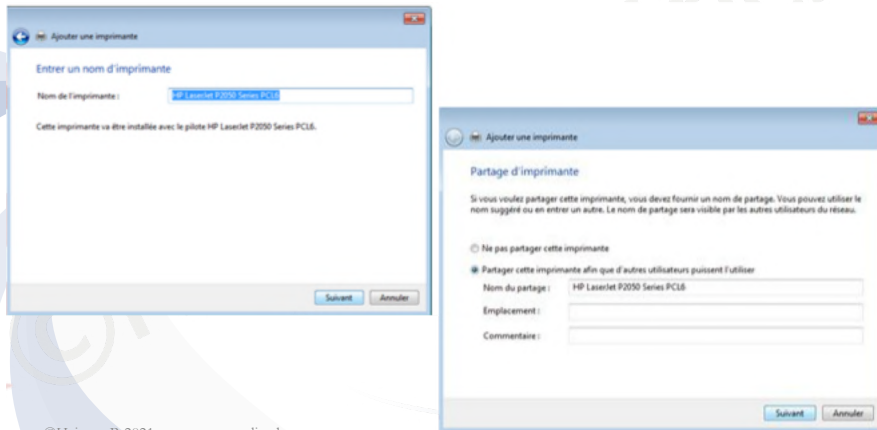 Ajouter une imprimante
Entrer un nom d'imprimante
Nom de l'imprimante : HP LaserJet P2050 Series PCL6
Cette imprimante va être installée avec le pilote HP LaserJet P2050 Series PCL6.
Suivant Annuler
Ajouter une imprimante
Partage d'imprimante
Si vous voulez partager cette imprimante, vous devez fournir un nom de partage. Vous pouvez utiliser le
nom suggéré ou en entrer un autre. Le nom de partage sera visible par les autres utilisateurs du réseau.
Ne pas partager cette imprimante
Partager cette imprimante afin que d'autres utilisateurs puissent l'utiliser
Nom du partage : HP LaserJet P2050 Series PCL6
Emplacement :
Commentaire :
Suivant Annuler